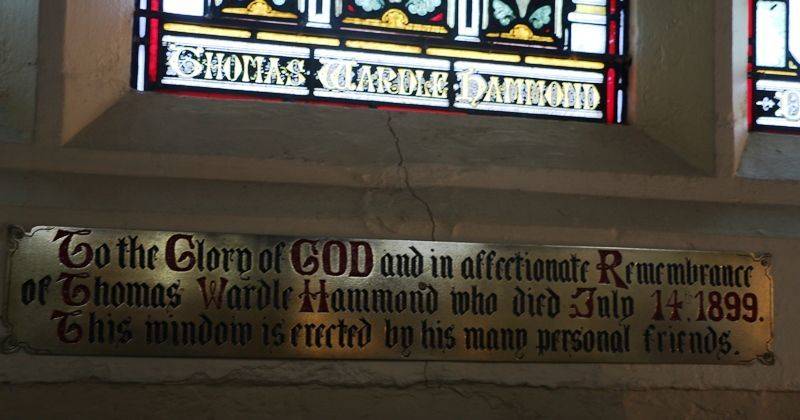 THOMAS WARDLE HAMMOND
To the Glory of GOD and in affectionate Remembrance
of Thomas Wardle Hammond who died July 14. 1899.
This window is erected by his many personal friends.